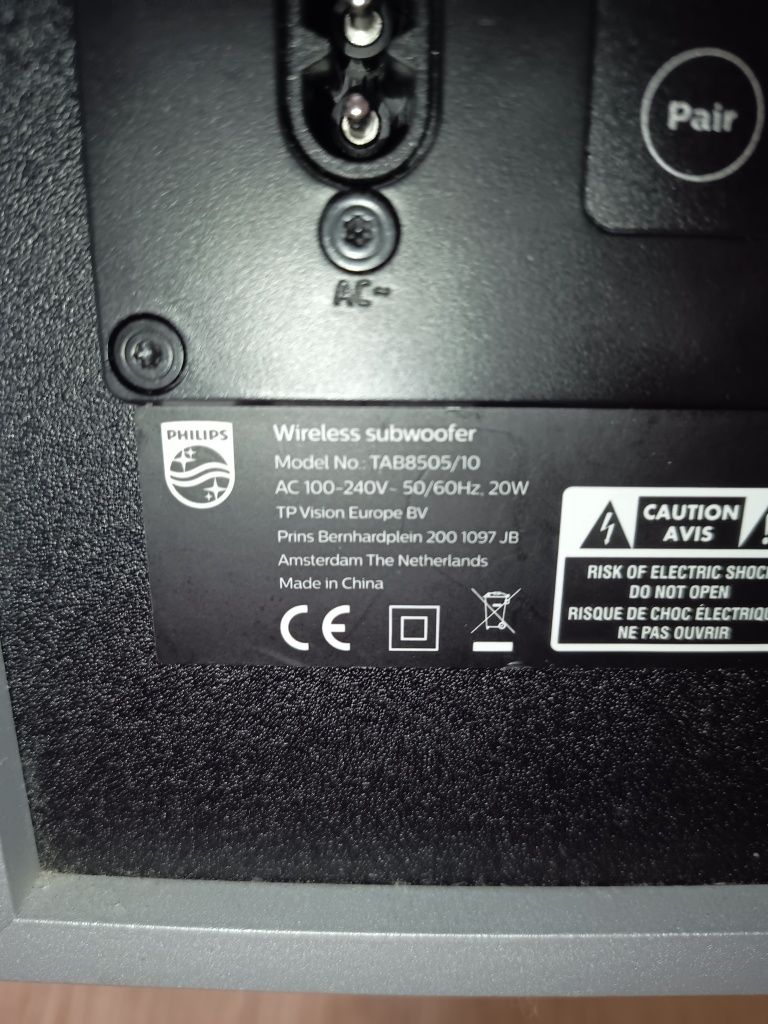 Pair
AC~
PHILIPS
Wireless subwoofer
Model No.: TAB8505/10
AC 100-240V~ 50/60Hz, 20W
TP Vision Europe BV
Prins Bernhardplein 200 1097 JB
Amsterdam The Netherlands
Made in China
CE
CAUTION
AVIS
RISK OF ELECTRIC SHOCK
DO NOT OPEN
RISQUE DE CHOC ÉLECTRIQU
NE PAS OUVRIR